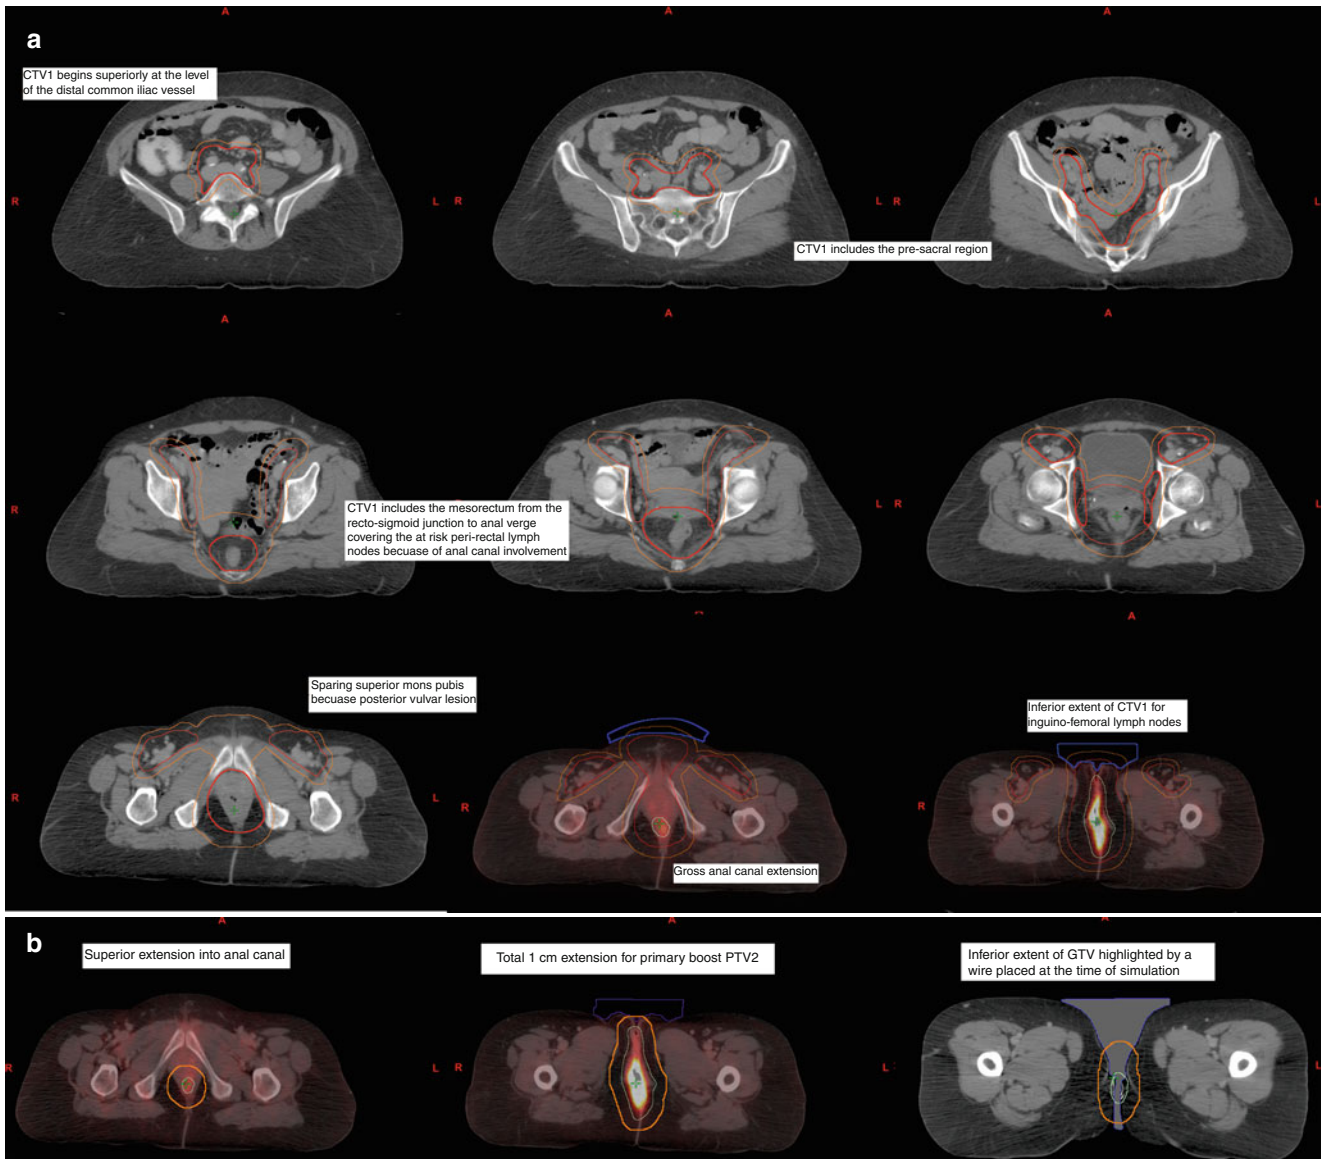 A
A
A
a
CTV1 begins superiorly at the level
of the distal common iliac vessel
R
L
R
L
R
L
CTV1 includes the pre-sacral region
A
A
A
R
CTV1 includes the mesorectum from the
recto-sigmoid junction to anal verge
covering the at risk peri-rectal lymph
nodes becuase of anal canal involvement
L
R
L
A
Sparing superior mons pubis
becuase posterior vulvar lesion
Inferior extent of CTV1 for
inguino-femoral lymph nodes
R
L
R
R
L
Gross anal canal extension
A
A
A
b
Superior extension into anal canal
Total 1 cm extension for primary boost PTV2
Inferior extent of GTV highlighted by a
wire placed at the time of simulation
R
L
R
L
L